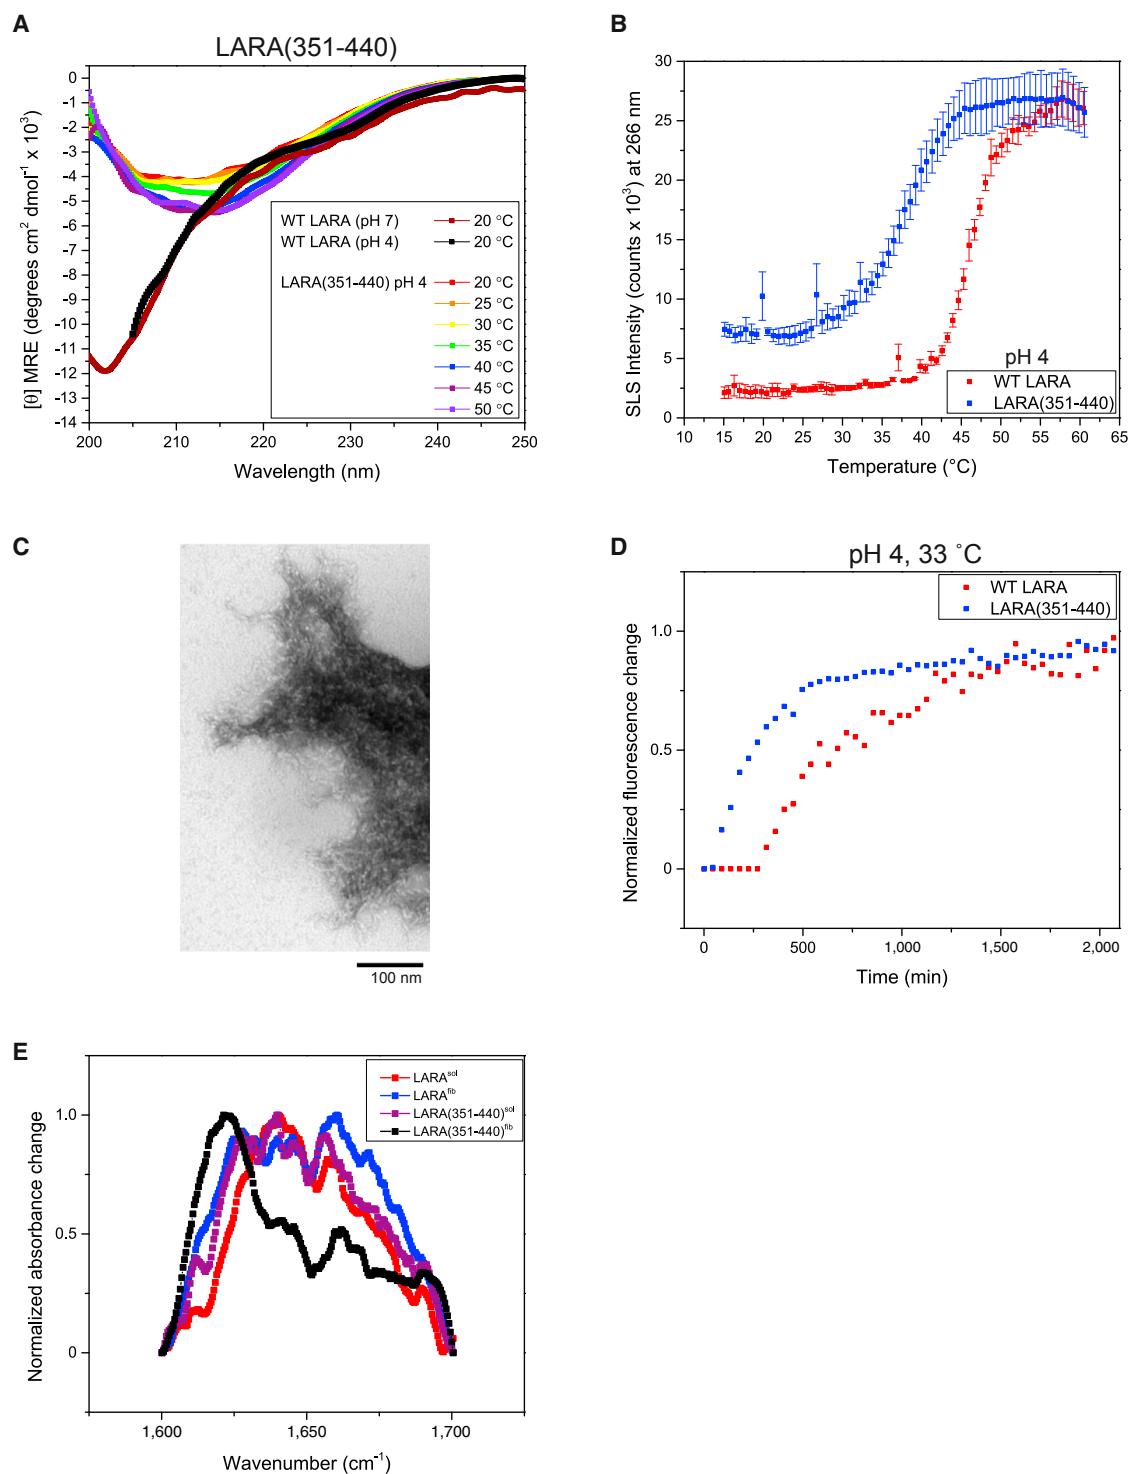 A
LARA(351-440)
0
-1
-2
-3
-4
-5
-6
-7
-8
-9
-10
-11
-12
-13
-14
[θ] MRE (degrees cm² dmol⁻¹ x 10³)
WT LARA (pH 7) 20 °C
WT LARA (pH 4) 20 °C
LARA(351-440) pH 4 20 °C
25 °C
30 °C
35 °C
40 °C
45 °C
50 °C
200 210 220 230 240 250
Wavelength (nm)
B
30
25
20
15
10
5
0
SLS Intensity (counts x 10³) at 266 nm
pH 4
WT LARA
LARA(351-440)
10 15 20 25 30 35 40 45 50 55 60 65
Temperature (°C)
C
100 nm
D
pH 4, 33 ˚C
WT LARA
LARA(351-440)
1.0
0.5
0
Normalized fluorescence change
0 500 1,000 1,500 2,000
Time (min)
E
LARAˢᵒˡ
LARAᶠⁱᵇ
LARA(351-440)ˢᵒˡ
LARA(351-440)ᶠⁱᵇ
1.0
0.5
0
Normalized absorbance change
1,600 1,650 1,700
Wavenumber (cm⁻¹)